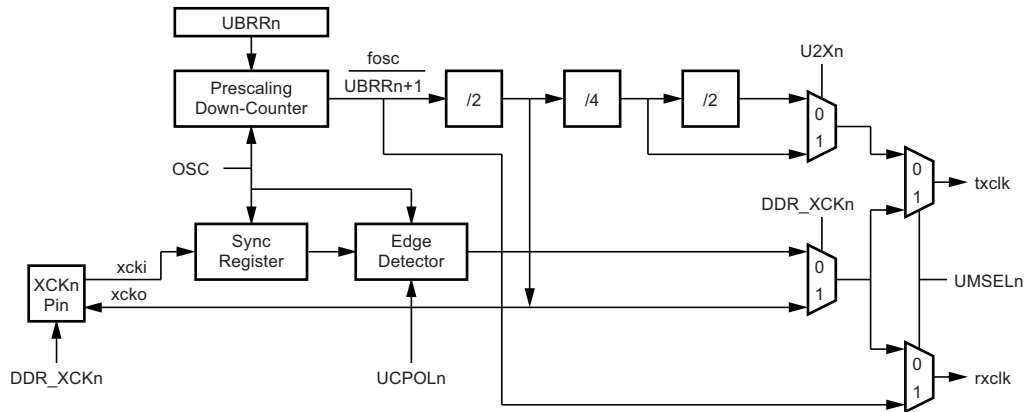 UBRRn
Prescaling
Down-Counter
fosc
UBRRn+1
/2
/4
/2
U2Xn
0
1
OSC
0
1
txclk
DDR_XCKn
Sync
Register
Edge
Detector
0
1
xcki
XCKn
Pin
xcko
UMSELn
DDR_XCKn
UCPOLn
0
1
rxclk